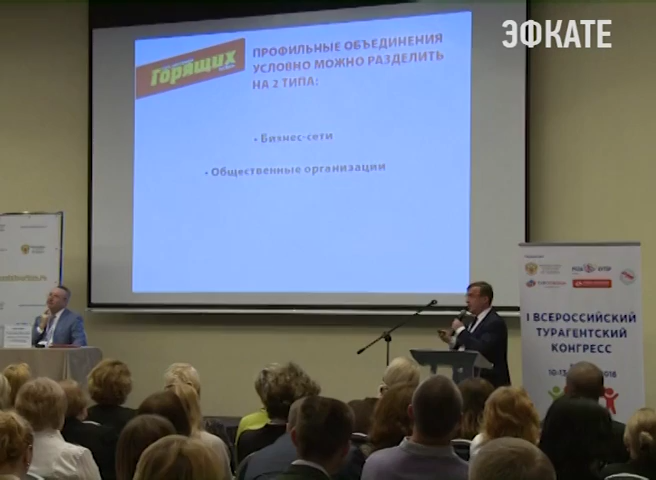 ЭФКАТЕ
Горящих
ПРОФИЛЬНЫЕ ОБЪЕДИНЕНИЯ
УСЛОВНО МОЖНО РАЗДЕЛИТЬ
НА 2 ТИПА:
• Бизнес-сети
• Общественные организации
I ВСЕРОССИЙСКИЙ
ТУРАГЕНТСКИЙ
КОНГРЕСС